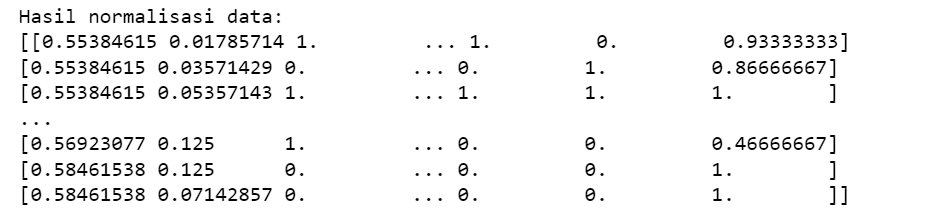 Hasil normalisasi data:
[[0.55384615 0.01785714 1.         ... 1.         0.         0.93333333]
[0.55384615 0.03571429 0.         ... 0.         1.         0.86666667]
[0.55384615 0.05357143 1.         ... 1.         1.         1.        ]
...
[0.56923077 0.125      1.         ... 0.         0.         0.46666667]
[0.58461538 0.125      0.         ... 0.         0.         1.        ]
[0.58461538 0.07142857 0.         ... 0.         0.         1.        ]]